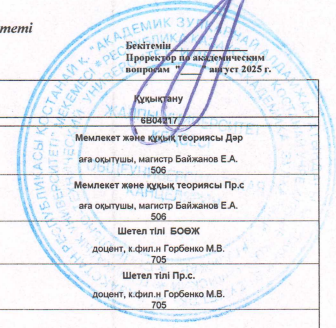 теті
Бекітемін
Проректор по академическим
вопросам "____" август 2025 г.
Құқықтану
6В04217
Мемлекет және құқық теориясы Дәр
аға оқытушы, магистр Байжанов Е.А.
506
Мемлекет және құқық теориясы Пр.с
аға оқытушы, магистр Байжанов Е.А.
506
Шетел тілі БОӨЖ
доцент, к.фил.н Горбенко М.В.
705
Шетел тілі Пр.с.
доцент, к.фил.н Горбенко М.В.
705